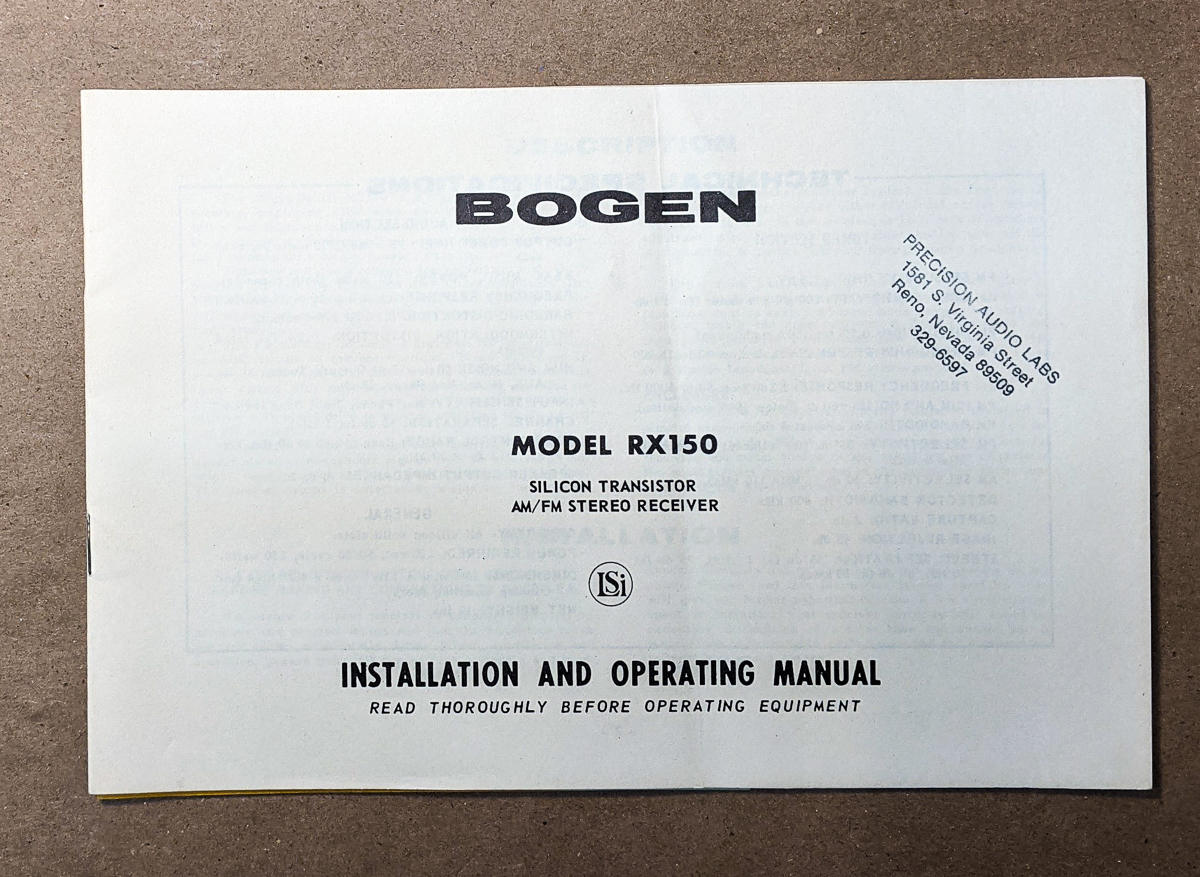 BOGEN
PRECISION AUDIO LABS
1581 S. Virginia Street
Reno, Nevada 89509
329-6597
MODEL RX150
SILICON TRANSISTOR
AM/FM STEREO RECEIVER
LSi
INSTALLATION AND OPERATING MANUAL
READ THOROUGHLY BEFORE OPERATING EQUIPMENT